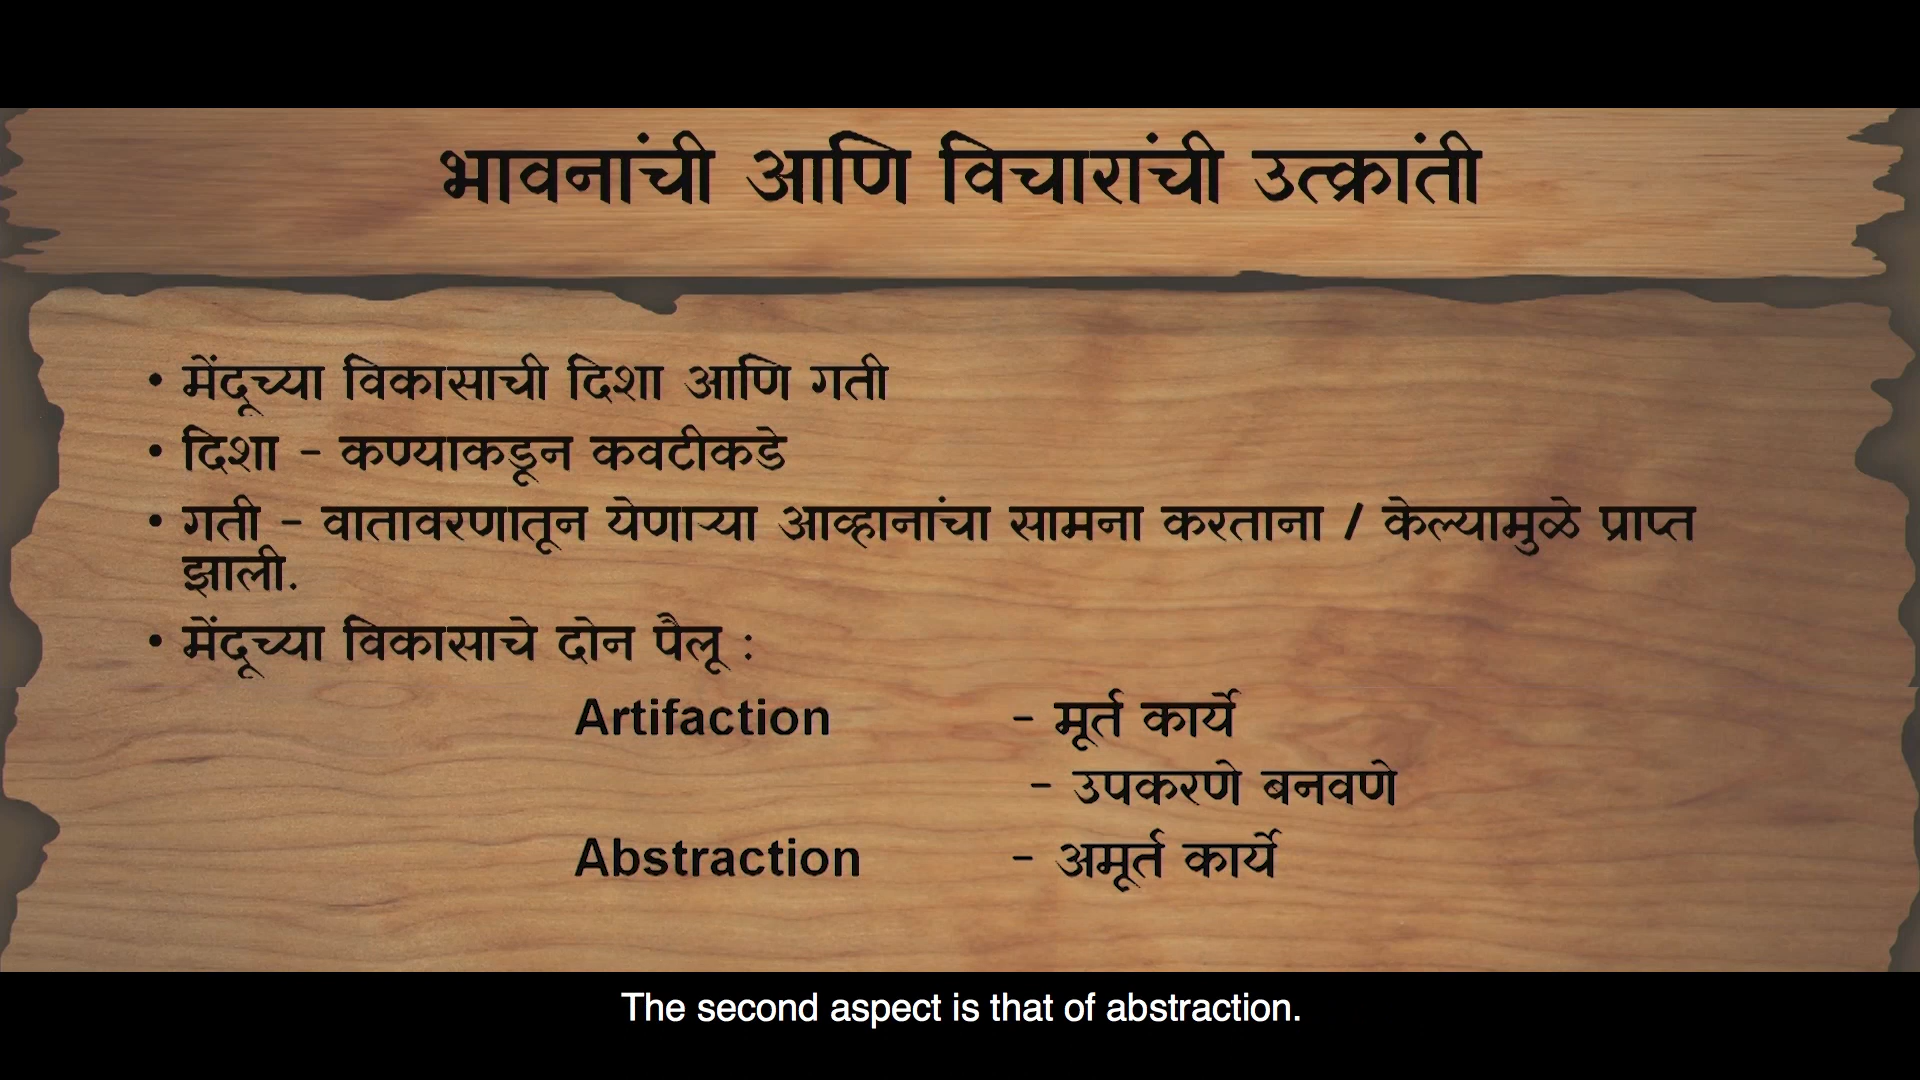 भावनांची आणि विचारांची उत्क्रांती
• मेंदूच्या विकासाची दिशा आणि गती
• दिशा - कण्याकडून कवटीकडे
• गती - वातावरणातून येणाऱ्या आव्हानांचा सामना करताना / केल्यामुळे प्राप्त
झाली.
• मेंदूच्या विकासाचे दोन पैलू :
Artifaction - मूर्त कार्ये
- उपकरणे बनवणे
Abstraction - अमूर्त कार्ये
The second aspect is that of abstraction.